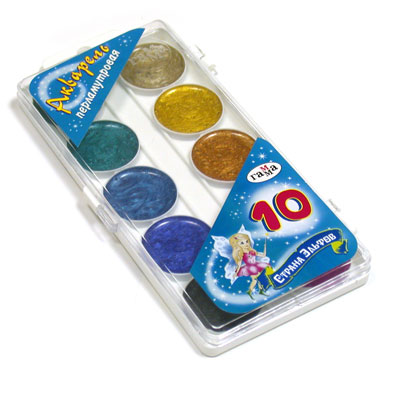 Акварель
перламутровая
гамма
10
Страна Эльфов